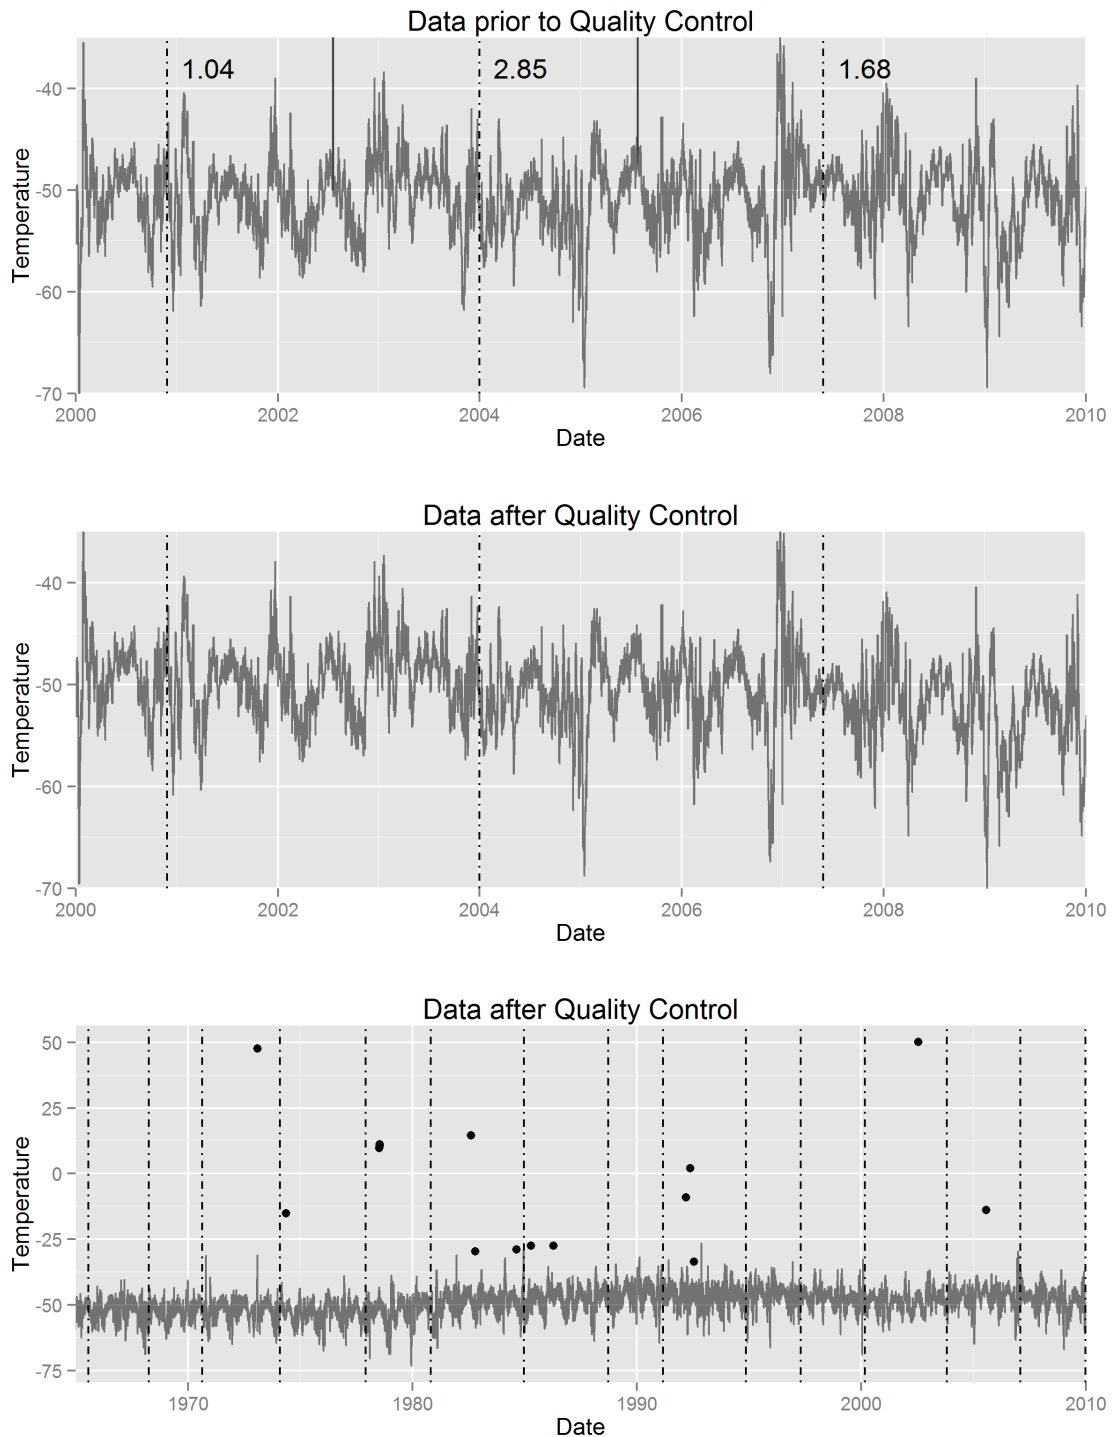 Data prior to Quality Control
1.04 2.85 1.68
-40
-50
-60
-70
Temperature
2000 2002 2004 2006 2008 2010
Date
Data after Quality Control
-40
-50
-60
-70
Temperature
2000 2002 2004 2006 2008 2010
Date
Data after Quality Control
50
25
0
-25
-50
-75
Temperature
1970 1980 1990 2000 2010
Date